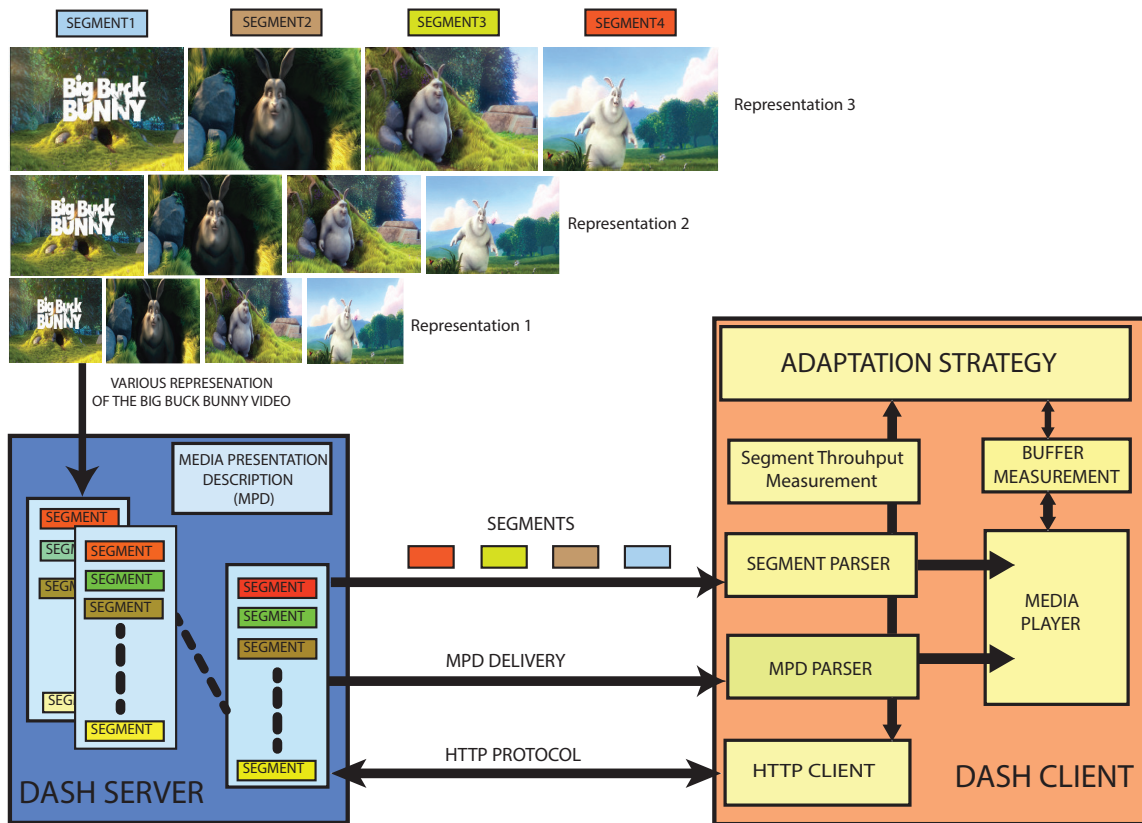 SEGMENT1
SEGMENT2
SEGMENT3
SEGMENT4
Big Buck
BUNNY
Representation 3
Big Buck
BUNNY
Representation 2
Big Buck
BUNNY
Representation 1
VARIOUS REPRESENATION
OF THE BIG BUCK BUNNY VIDEO
MEDIA PRESENTATION
DESCRIPTION
(MPD)
SEGMENT
SEGM
SEGM
SEGM
SEGMENT
SEGMENT
SEGMENT
SEGMENT
SEGMENT
SEGMENT
SEGMENT
SEGMENT
DASH SERVER
SEGMENTS
MPD DELIVERY
HTTP PROTOCOL
ADAPTATION STRATEGY
Segment Throuhput
Measurement
BUFFER
MEASUREMENT
SEGMENT PARSER
MEDIA
PLAYER
MPD PARSER
HTTP CLIENT
DASH CLIENT